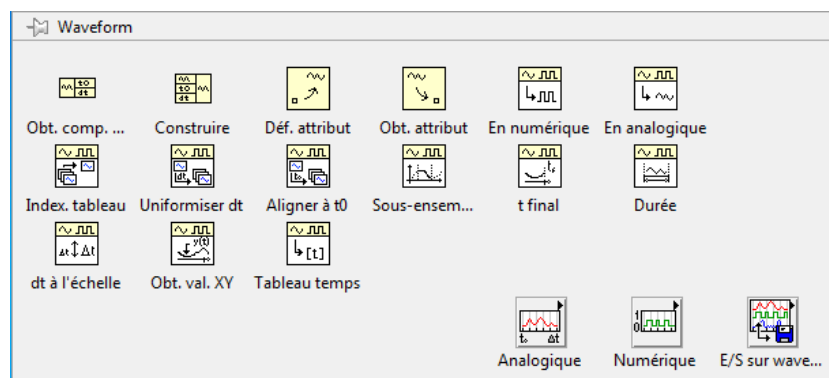 Waveform
Obt. comp. ... Construire Déf. attribut Obt. attribut En numérique En analogique
Index. tableau Uniformiser dt Aligner à t0 Sous-ensem... t final Durée
dt à l'échelle Obt. val. XY Tableau temps
Analogique Numérique E/S sur wave...